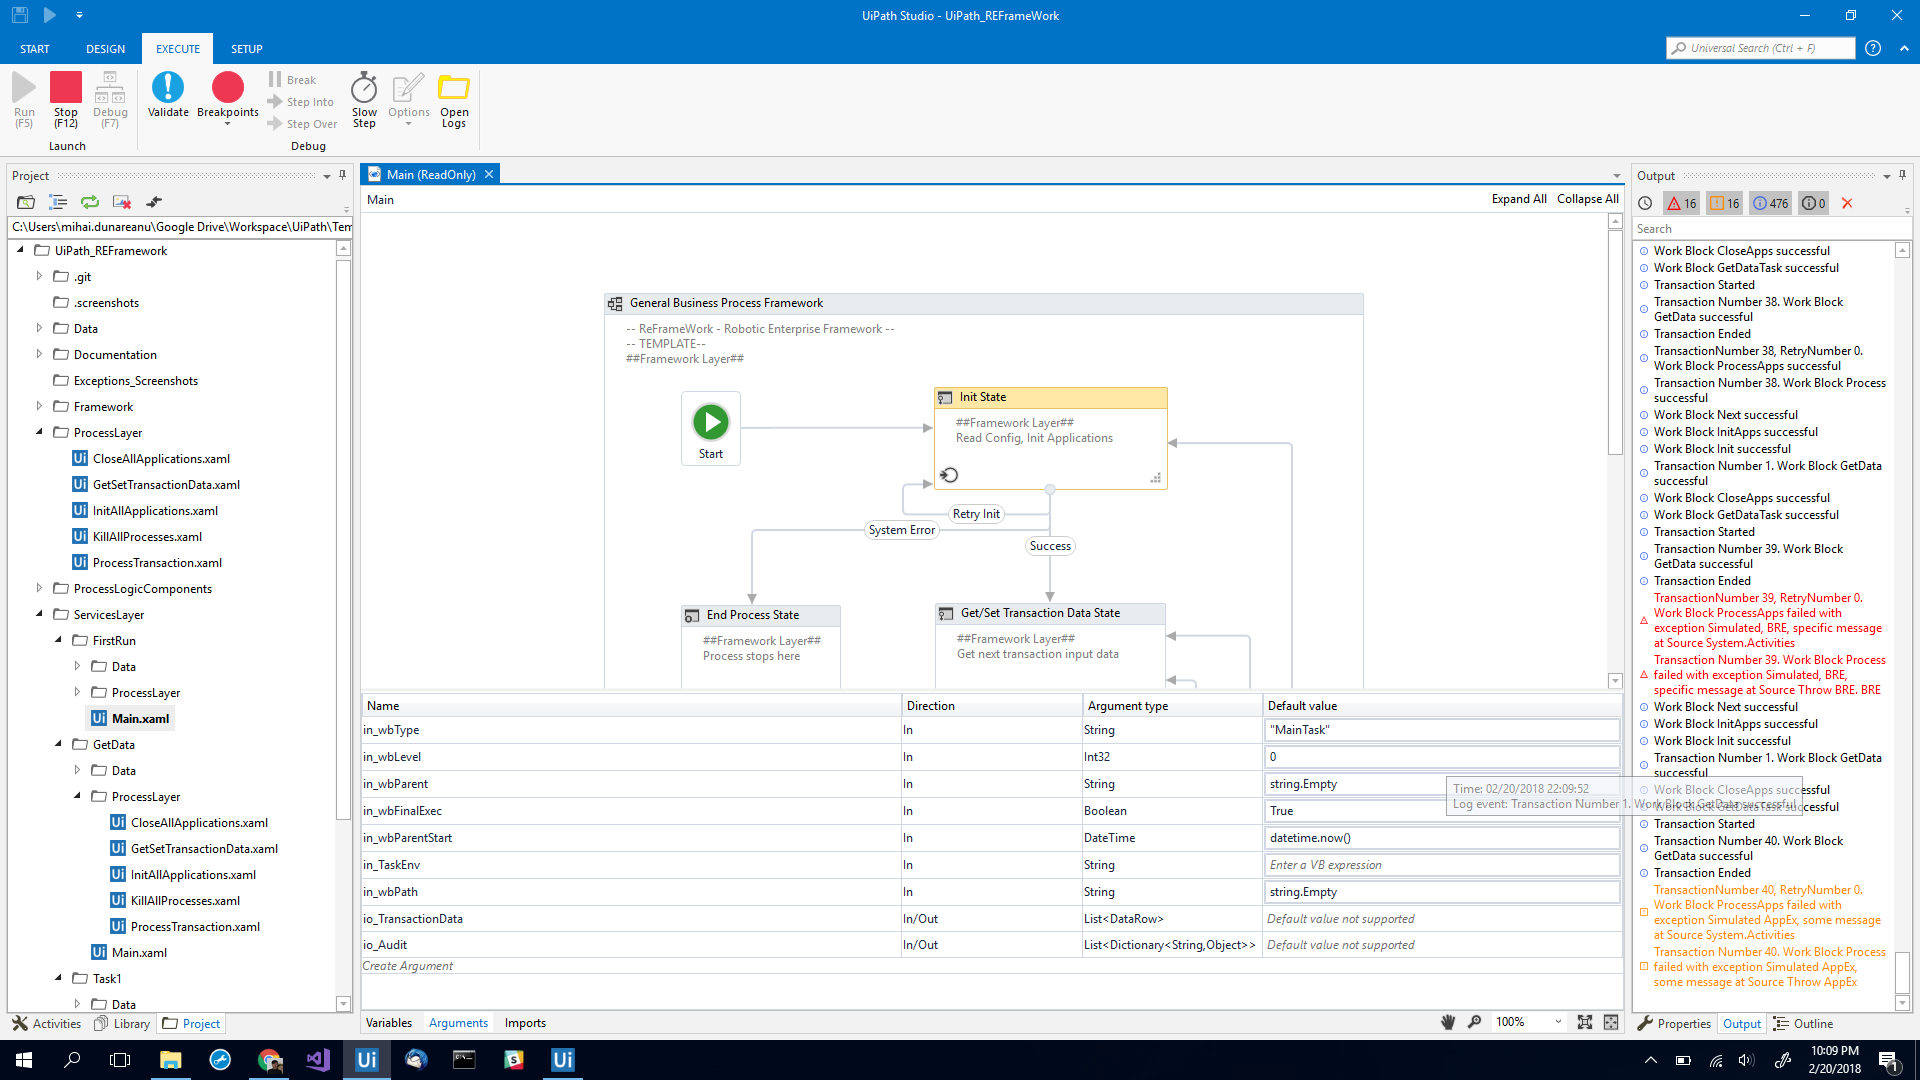 UiPath Studio - UiPath_REFrameWork
START
DESIGN
EXECUTE
SETUP
Universal Search (Ctrl + F)
Run
(F5)
Stop
(F12)
Debug
(F7)
Launch
Validate
Breakpoints
Break
Step Into
Step Over
Slow
Step
Options
Open
Logs
Debug
Project
C:\Users\mihai.dunareanu\Google Drive\Workspace\UiPath\Tem
UiPath_REFramework
.git
.screenshots
Data
Documentation
Exceptions_Screenshots
Framework
ProcessLayer
Ui CloseAllApplications.xaml
Ui GetSetTransactionData.xaml
Ui InitAllApplications.xaml
Ui KillAllProcesses.xaml
Ui ProcessTransaction.xaml
ProcessLogicComponents
ServicesLayer
FirstRun
Data
ProcessLayer
Ui Main.xaml
GetData
Data
ProcessLayer
Ui CloseAllApplications.xaml
Ui GetSetTransactionData.xaml
Ui InitAllApplications.xaml
Ui KillAllProcesses.xaml
Ui ProcessTransaction.xaml
Ui Main.xaml
Task1
Data
Activities
Library
Project
Main (ReadOnly)
Main
Expand All
Collapse All
General Business Process Framework
-- ReFrameWork - Robotic Enterprise Framework --
-- TEMPLATE--
##Framework Layer##
Start
Init State
##Framework Layer##
Read Config, Init Applications
Retry Init
System Error
Success
End Process State
##Framework Layer##
Process stops here
Get/Set Transaction Data State
##Framework Layer##
Get next transaction input data
Name Direction Argument type Default value
in_wbType In String "MainTask"
in_wbLevel In Int32 0
in_wbParent In String string.Empty
in_wbFinalExec In Boolean True
in_wbParentStart In DateTime datetime.now()
in_TaskEnv In String Enter a VB expression
in_wbPath In String string.Empty
io_TransactionData In/Out List<DataRow> Default value not supported
io_Audit In/Out List<Dictionary<String,Object>> Default value not supported
Create Argument
Variables
Arguments
Imports
100%
Output
16
16
476
0
Search
Work Block CloseApps successful
Work Block GetDataTask successful
Transaction Started
Transaction Number 38. Work Block
GetData successful
Transaction Ended
TransactionNumber 38, RetryNumber 0.
Work Block ProcessApps successful
Transaction Number 38. Work Block Process
successful
Work Block Next successful
Work Block InitApps successful
Work Block Init successful
Transaction Number 1. Work Block GetData
successful
Work Block CloseApps successful
Work Block GetDataTask successful
Transaction Started
Transaction Number 39. Work Block
GetData successful
Transaction Ended
TransactionNumber 39, RetryNumber 0.
Work Block ProcessApps failed with
exception Simulated, BRE, specific message
at Source System.Activities
Transaction Number 39. Work Block Process
failed with exception Simulated, BRE,
specific message at Source Throw BRE. BRE
Work Block Next successful
Work Block InitApps successful
Work Block Init successful
Transaction Number 1. Work Block GetData
successful
Work Block CloseApps successful
Work Block GetDataTask successful
Time: 02/20/2018 22:09:52
Log event: Transaction Number 1. Work Block GetData successful
Transaction Started
Transaction Number 40. Work Block
GetData successful
Transaction Ended
TransactionNumber 40, RetryNumber 0.
Work Block ProcessApps failed with
exception Simulated AppEx, some message
at Source System.Activities
Transaction Number 40. Work Block Process
failed with exception Simulated AppEx,
some message at Source Throw AppEx
Properties
Output
Outline
Ui
Ui
10:09 PM
2/20/2018
1